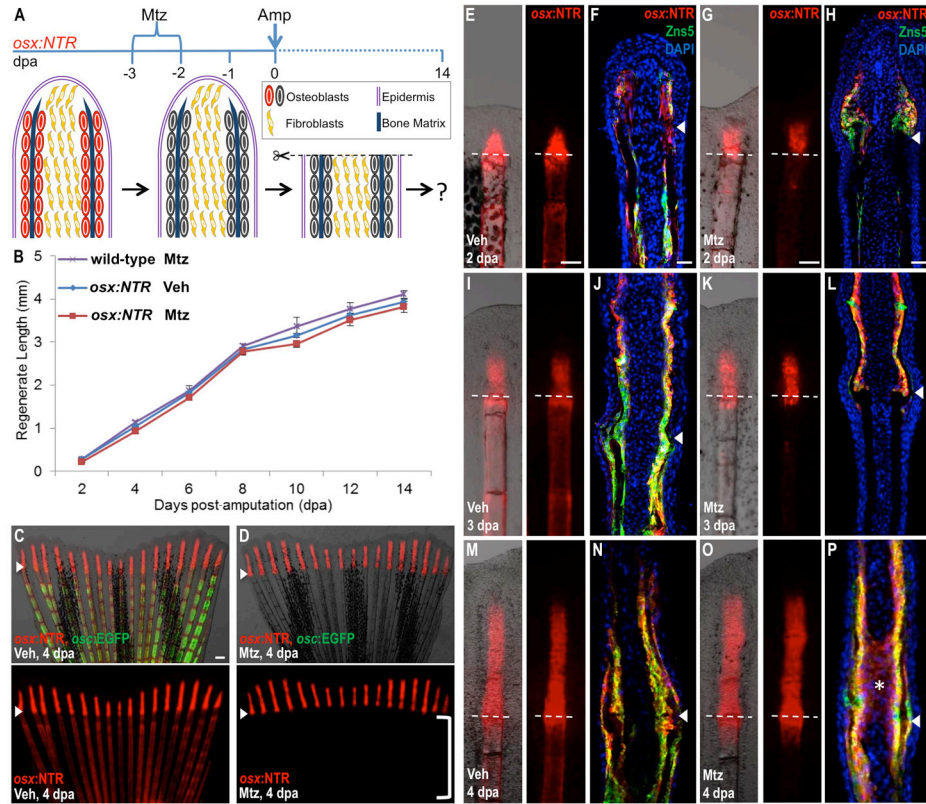 A
Mtz
Amp
osx:NTR
dpa
-3
-2
-1
0
14
Osteoblasts
Epidermis
Fibroblasts
Bone Matrix
?
B
5
4
3
2
1
0
Regenerate Length (mm)
wild-type Mtz
osx:NTR Veh
osx:NTR Mtz
2 4 6 8 10 12 14
Days post-amputation (dpa)
C
osx:NTR, osc:EGFP
Veh, 4 dpa
osx:NTR
Veh, 4 dpa
D
osx:NTR, osc:EGFP
Mtz, 4 dpa
osx:NTR
Mtz, 4 dpa
E
Veh
2 dpa
F
osx:NTR
Zns5
DAPI
G
Mtz
2 dpa
H
osx:NTR
Zns5
DAPI
I
Veh
3 dpa
J
K
Mtz
3 dpa
L
M
Veh
4 dpa
N
O
Mtz
4 dpa
P
*